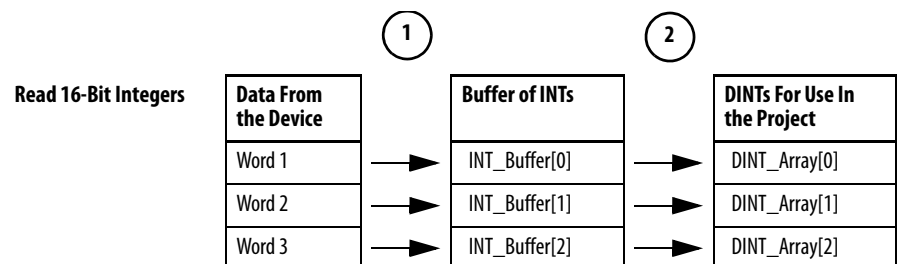 1
2
Read 16-Bit Integers
Data From
the Device
Buffer of INTs
DINTs For Use In
the Project
Word 1
INT_Buffer[0]
DINT_Array[0]
Word 2
INT_Buffer[1]
DINT_Array[1]
Word 3
INT_Buffer[2]
DINT_Array[2]